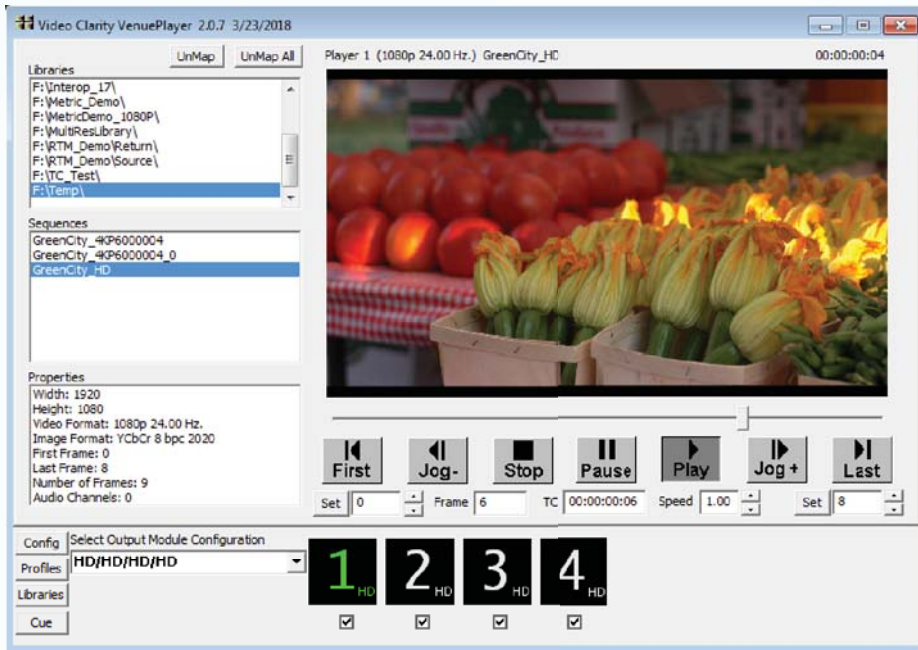 Video Clarity VenuePlayer 2.0.7 3/23/2018
UnMap UnMap All
Libraries
F:\Interop_17\
F:\Metric_Demo\
F:\MetricDemo_1080P\
F:\MultiResLibrary\
F:\RTM_Demo\Return\
F:\RTM_Demo\Source\
F:\TC_Test\
F:\Temp\
Sequences
GreenCity_4KP6000004
GreenCity_4KP6000004_0
GreenCity_HD
Properties
Width: 1920
Height: 1080
Video Format: 1080p 24.00 Hz.
Image Format: YCbCr 8 bpc 2020
First Frame: 0
Last Frame: 8
Number of Frames: 9
Audio Channels: 0
Player 1 (1080p 24.00 Hz.) GreenCity_HD 00:00:00:04
First Jog- Stop Pause Play Jog + Last
Set 0 Frame 6 TC 00:00:00:06 Speed 1.00 Set 8
Config Select Output Module Configuration
Profiles HD/HD/HD/HD
Libraries
Cue
1 HD 2 HD 3 HD 4 HD